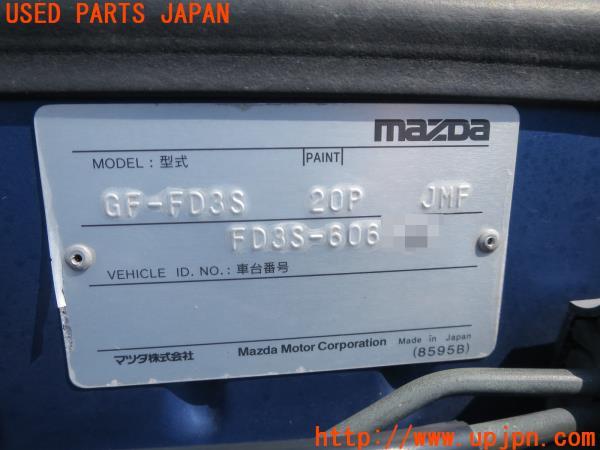 USED PARTS JAPAN
mazda
MODEL : 型式 PAINT
GF-FD3S 20P JMF
FD3S-606
VEHICLE ID. NO. : 車台番号
マツダ株式会社 Mazda Motor Corporation Made in Japan
(8595B)
http://www.upjpn.com/